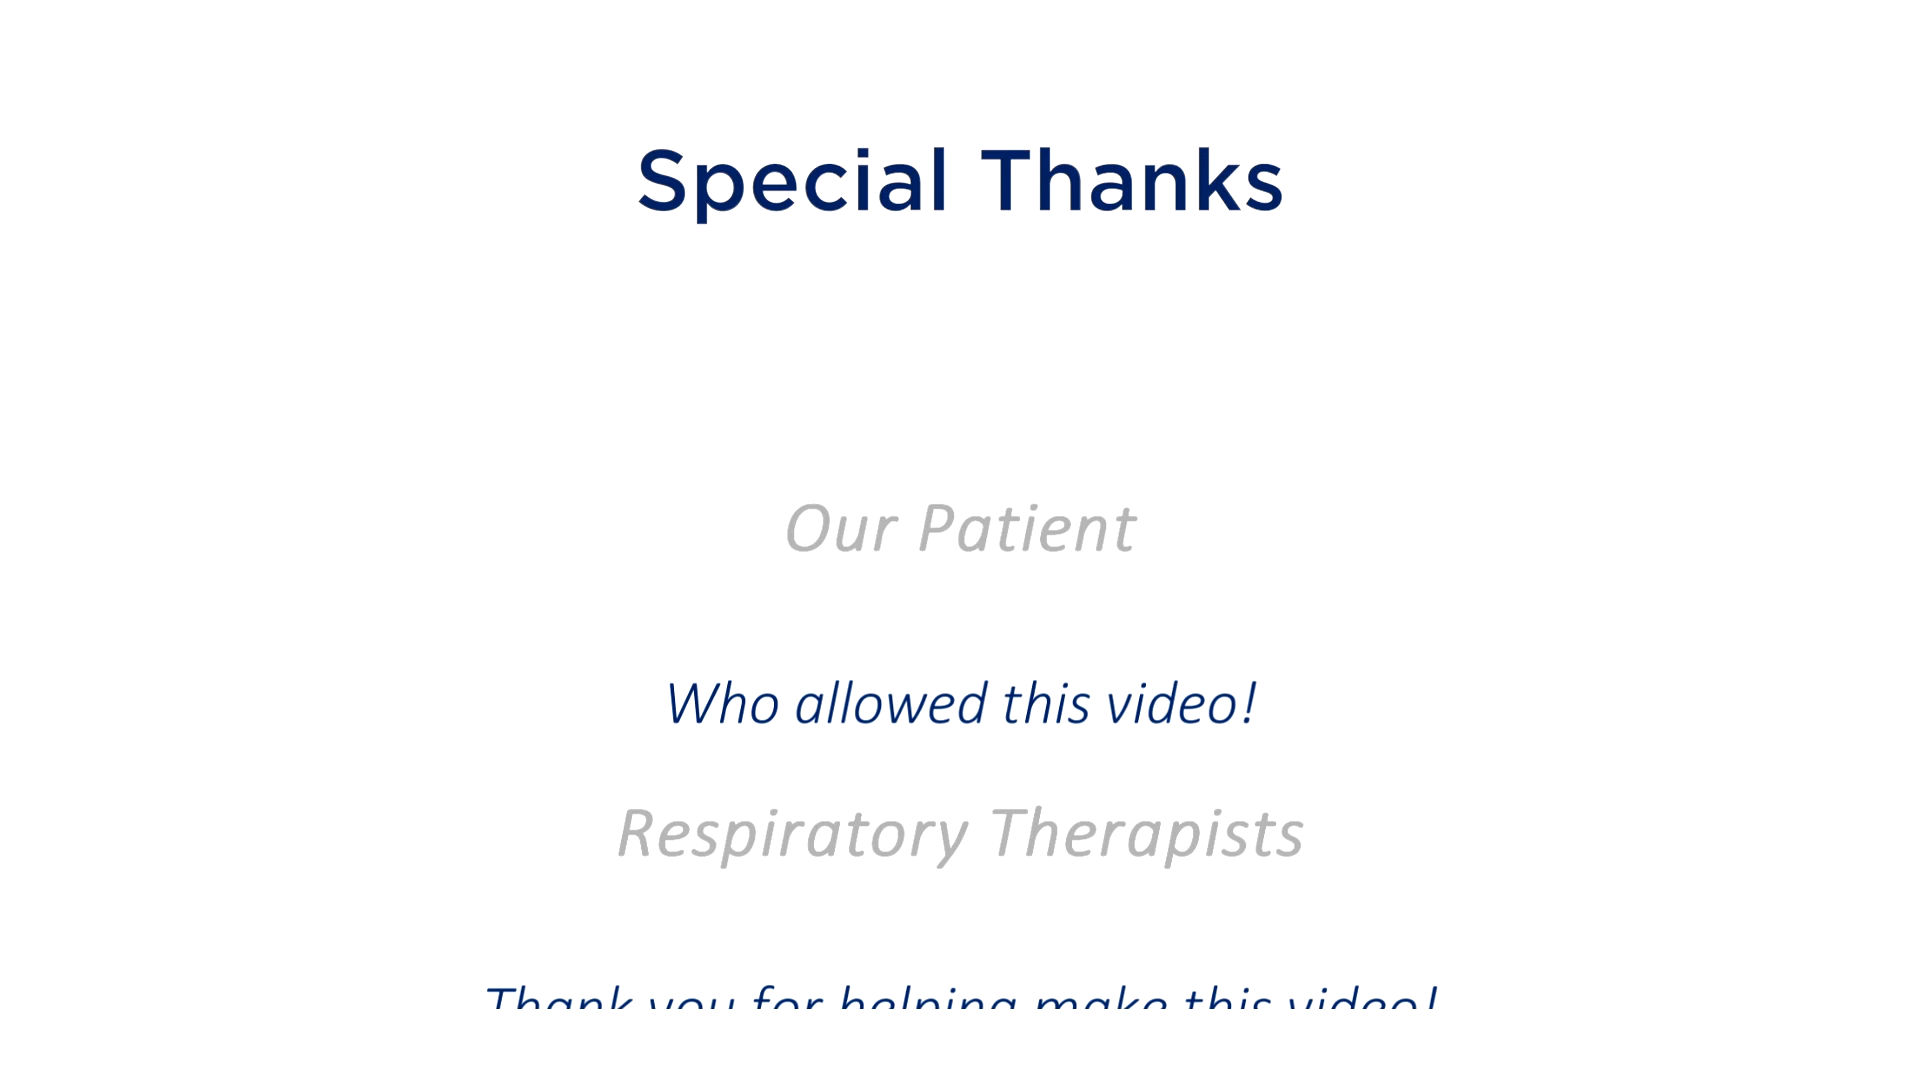 Special Thanks
Our Patient
Who allowed this video!
Respiratory Therapists
Thank you for helping make this video!